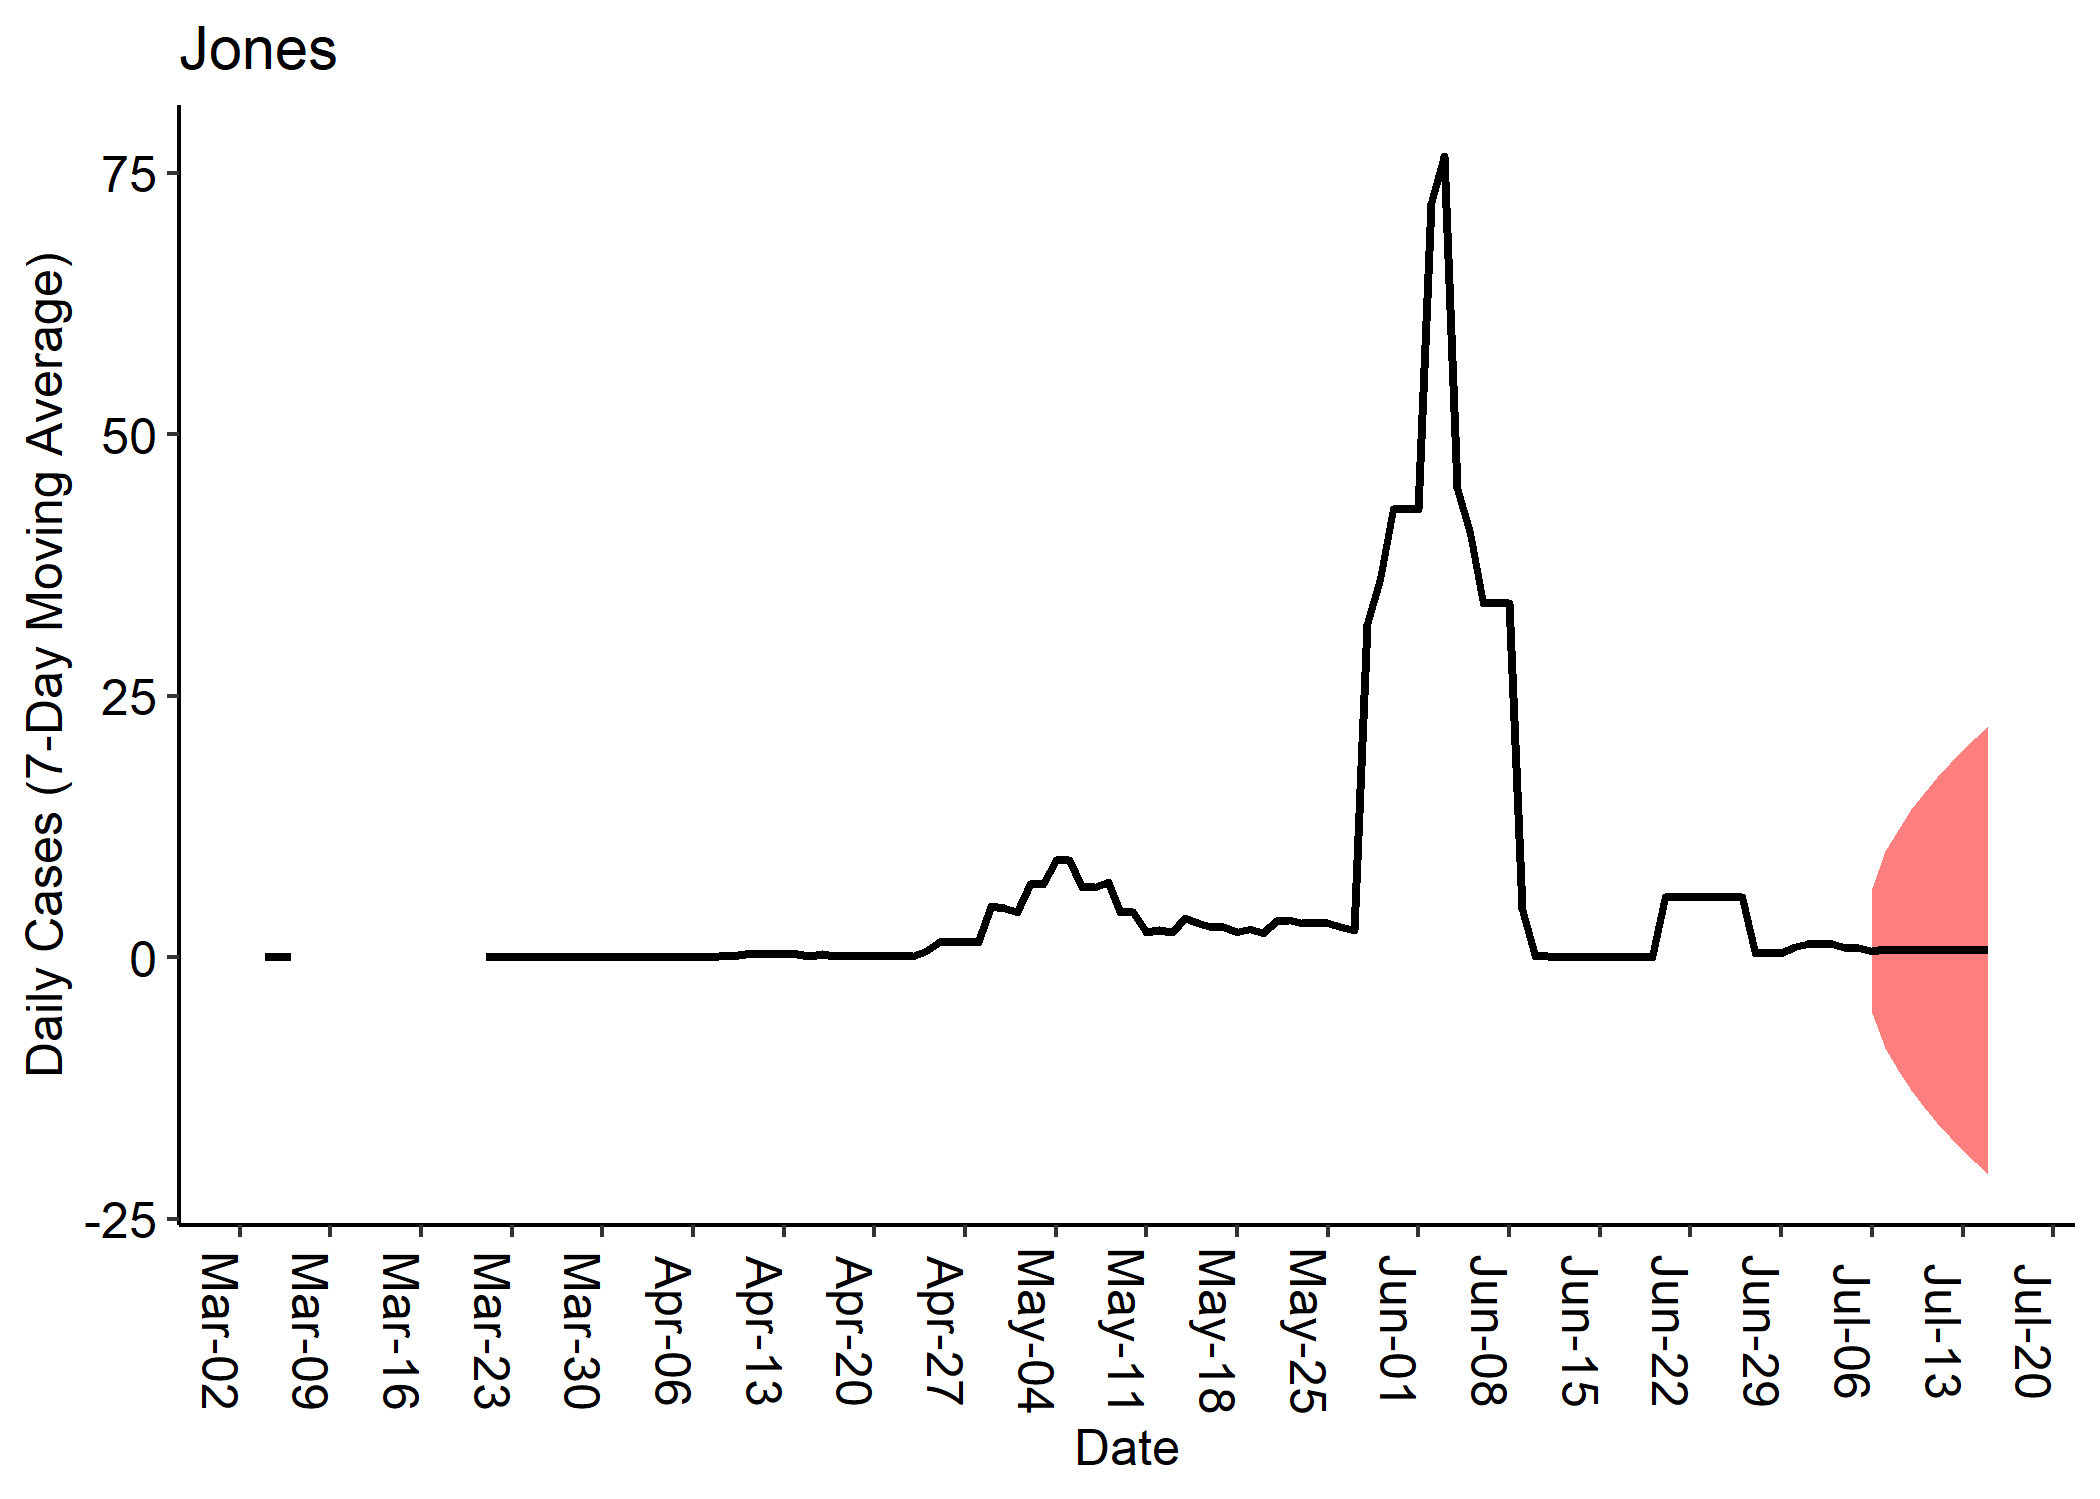 Jones
Daily Cases (7-Day Moving Average)
75
50
25
0
-25
Mar-02
Mar-09
Mar-16
Mar-23
Mar-30
Apr-06
Apr-13
Apr-20
Apr-27
May-04
May-11
May-18
May-25
Jun-01
Jun-08
Jun-15
Jun-22
Jun-29
Jul-06
Jul-13
Jul-20
Date